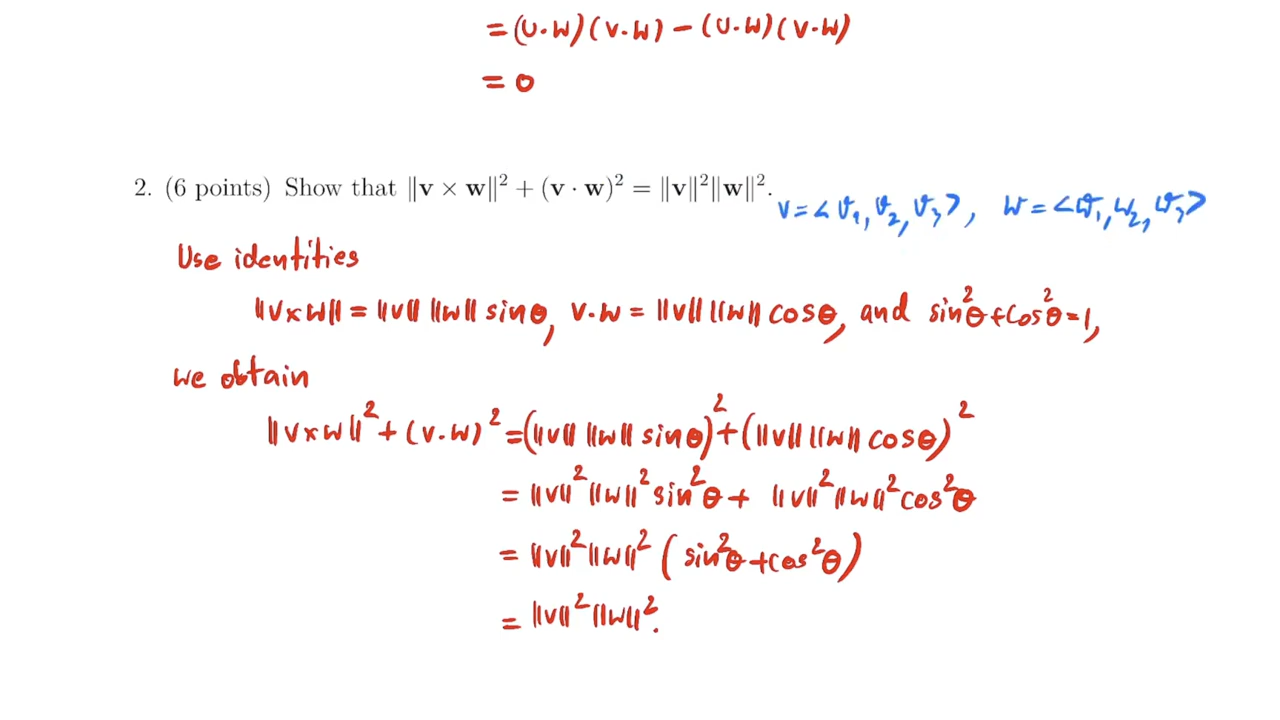 = (U·W)(V·W) − (U·W)(V·W)
= 0
2. (6 points) Show that ‖v × w‖² + (v · w)² = ‖v‖²‖w‖².
V = <v₁, v₂, v₃>, W = <w₁, w₂, w₃>
Use identities
‖V×W‖ = ‖V‖ ‖W‖ sinθ, V·W = ‖V‖ ‖W‖ cosθ, and sin²θ + cos²θ = 1,
we obtain
‖V×W‖² + (V·W)² = (‖V‖ ‖W‖ sinθ)² + (‖V‖ ‖W‖ cosθ)²
= ‖V‖² ‖W‖² sin²θ + ‖V‖² ‖W‖² cos²θ
= ‖V‖² ‖W‖² (sin²θ + cos²θ)
= ‖V‖² ‖W‖².